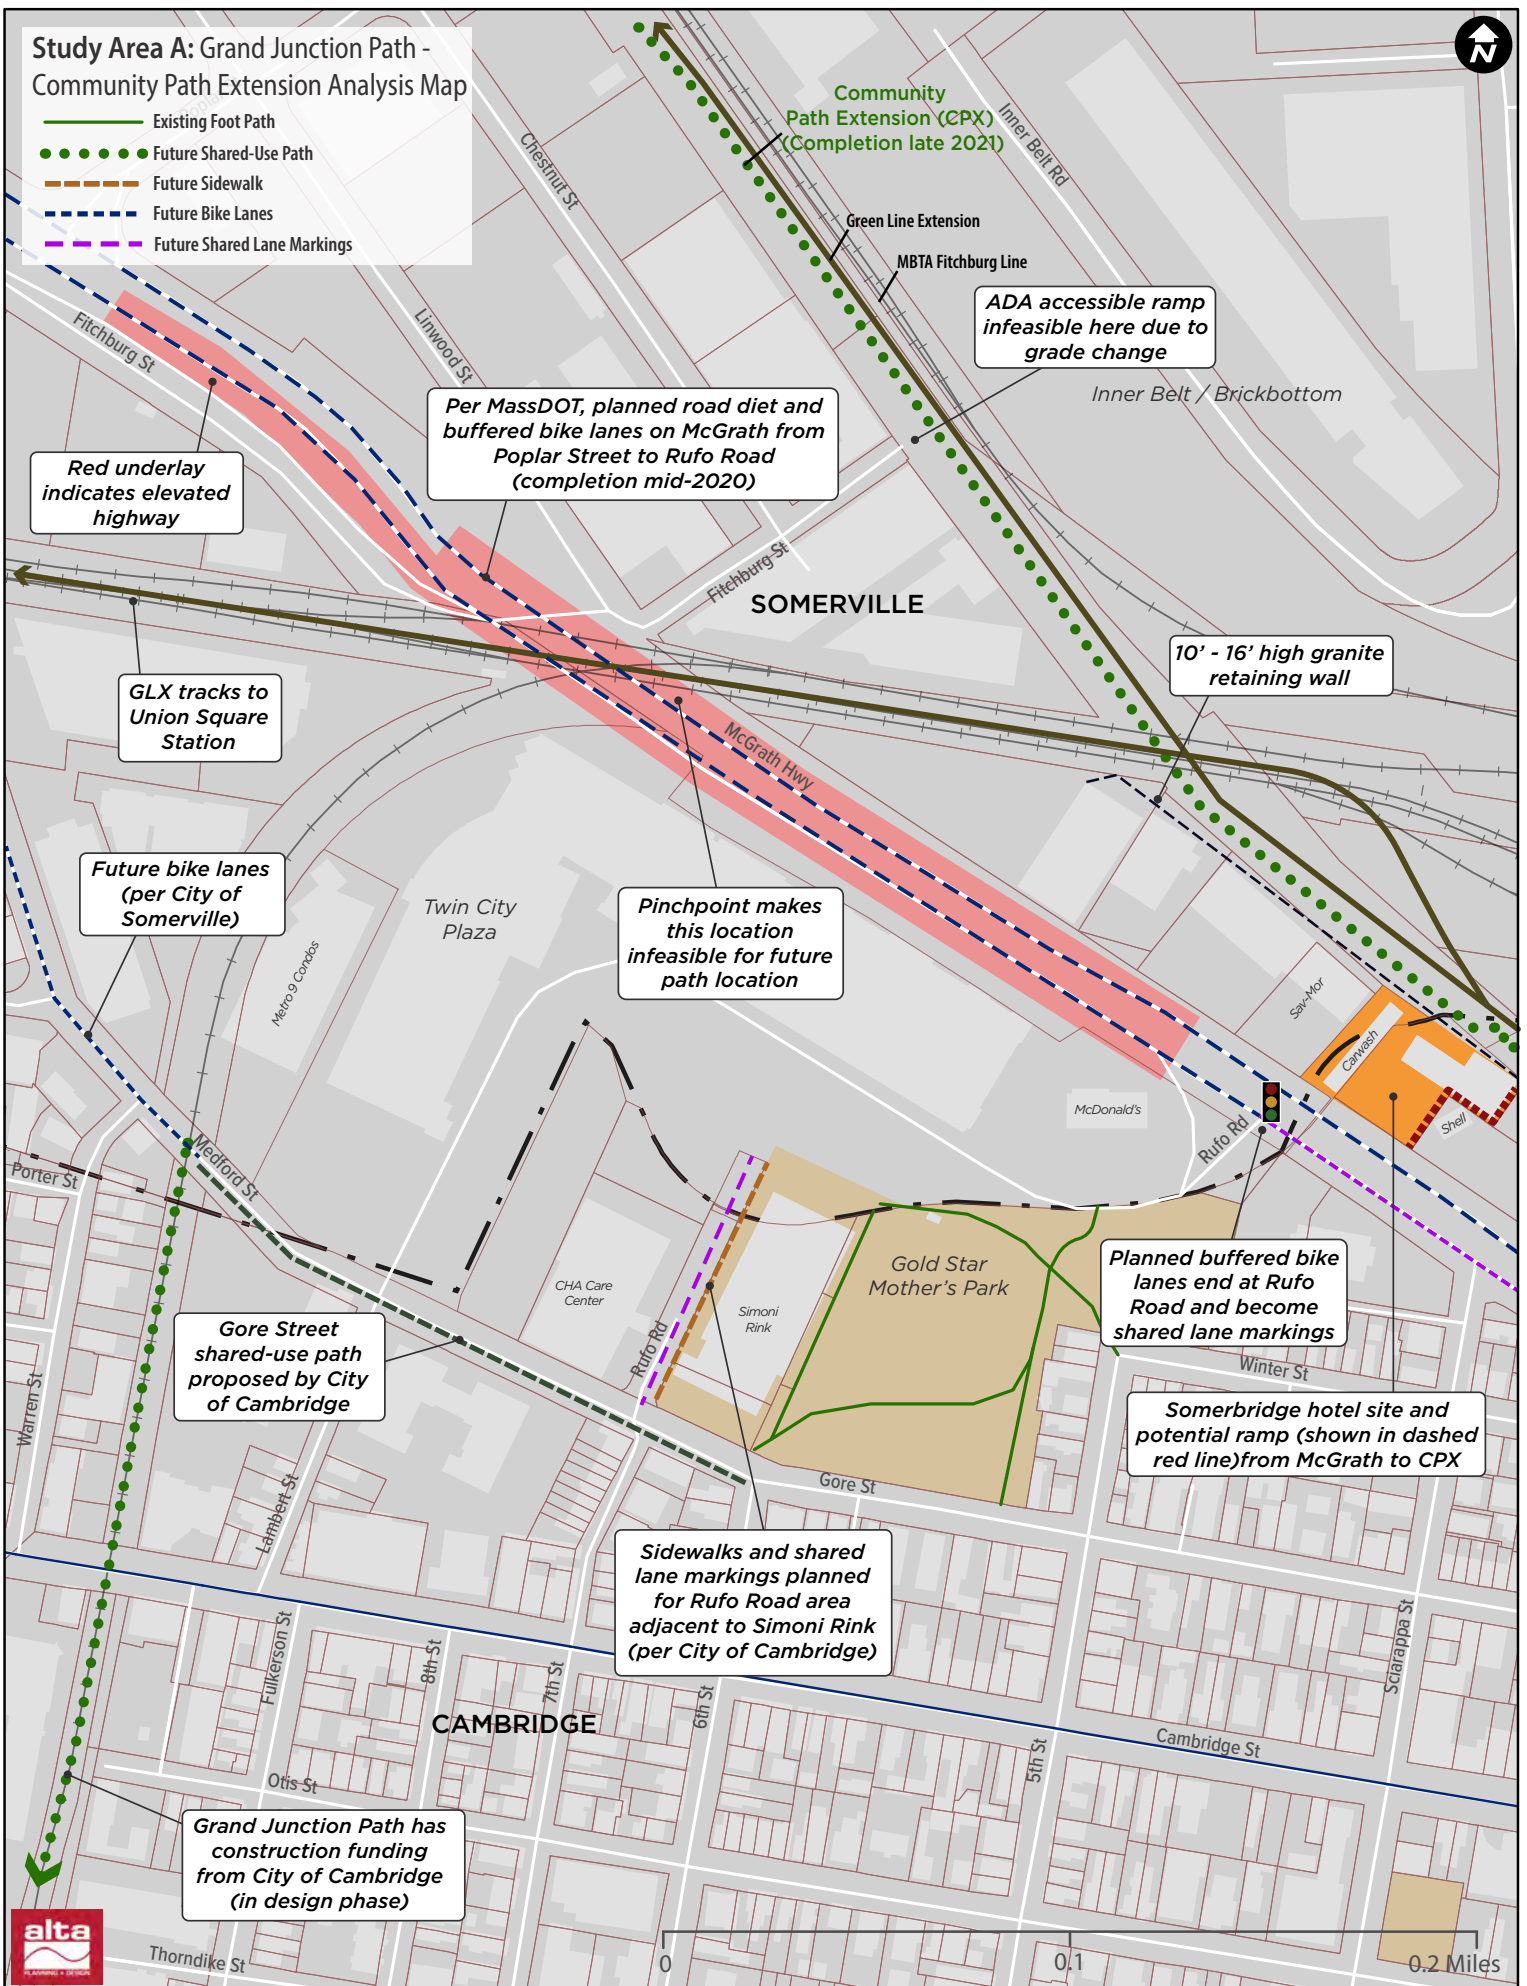 Study Area A: Grand Junction Path -
Community Path Extension Analysis Map
Existing Foot Path
Future Shared-Use Path
Future Sidewalk
Future Bike Lanes
Future Shared Lane Markings
N
Community
Path Extension (CPX)
(Completion late 2021)
Inner Belt Rd
Chestnut St
Green Line Extension
MBTA Fitchburg Line
ADA accessible ramp
infeasible here due to
grade change
Inner Belt / Brickbottom
Fitchburg St
Linwood St
Per MassDOT, planned road diet and
buffered bike lanes on McGrath from
Poplar Street to Rufo Road
(completion mid-2020)
Red underlay
indicates elevated
highway
Fitchburg St
SOMERVILLE
10' - 16' high granite
retaining wall
GLX tracks to
Union Square
Station
McGrath Hwy
Future bike lanes
(per City of
Somerville)
Twin City
Plaza
Metro 9 Condos
Pinchpoint makes
this location
infeasible for future
path location
Sav-Mor
Carwash
Shell
McDonald's
Rufo Rd
Medford St
Porter St
Gold Star
Mother's Park
CHA Care
Center
Simoni
Rink
Rufo Rd
Planned buffered bike
lanes end at Rufo
Road and become
shared lane markings
Gore Street
shared-use path
proposed by City
of Cambridge
Winter St
Warren St
Somerbridge hotel site and
potential ramp (shown in dashed
red line)from McGrath to CPX
Gore St
Lambert St
Sidewalks and shared
lane markings planned
for Rufo Road area
adjacent to Simoni Rink
(per City of Cambridge)
Fulkerson St
8th St
7th St
6th St
5th St
Sciarappa St
CAMBRIDGE
Cambridge St
Otis St
Grand Junction Path has
construction funding
from City of Cambridge
(in design phase)
alta
PLANNING + DESIGN
Thorndike St
0
0.1
0.2 Miles